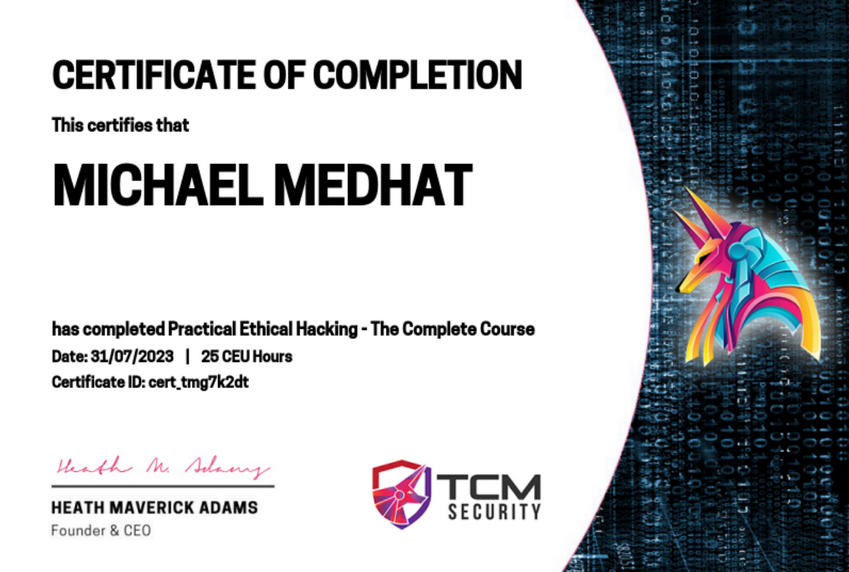 CERTIFICATE OF COMPLETION
This certifies that
MICHAEL MEDHAT
has completed Practical Ethical Hacking - The Complete Course
Date: 31/07/2023 | 25 CEU Hours
Certificate ID: cert_tmg7k2dt
Heath M. Adams
HEATH MAVERICK ADAMS
Founder & CEO
TCM
SECURITY